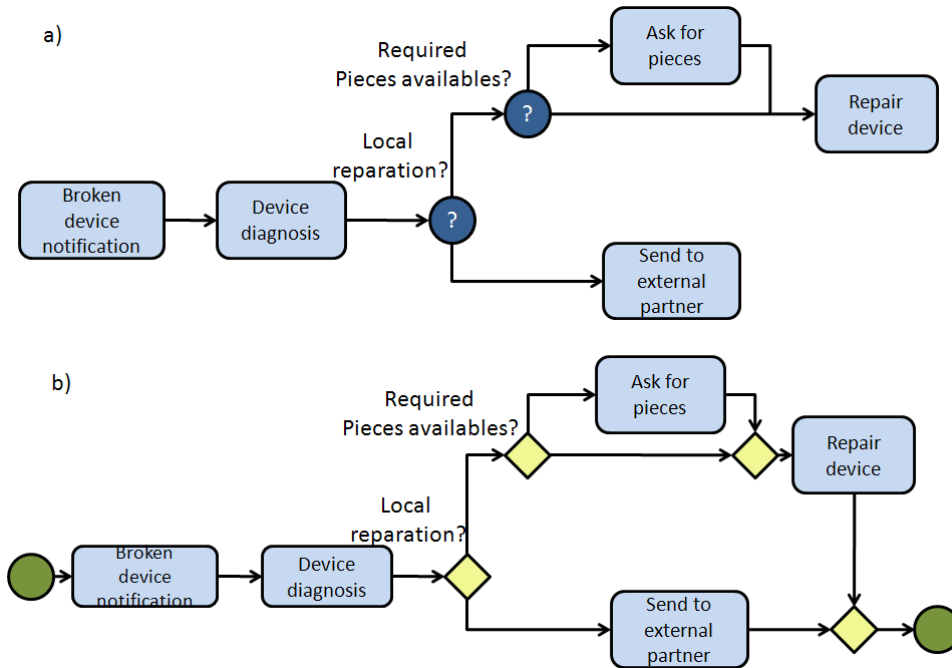 a)
Required
Pieces availables?
Ask for
pieces
?
Repair
device
Local
reparation?
?
Broken
device
notification
Device
diagnosis
Send to
external
partner
b)
Required
Pieces availables?
Ask for
pieces
Repair
device
Local
reparation?
Broken
device
notification
Device
diagnosis
Send to
external
partner